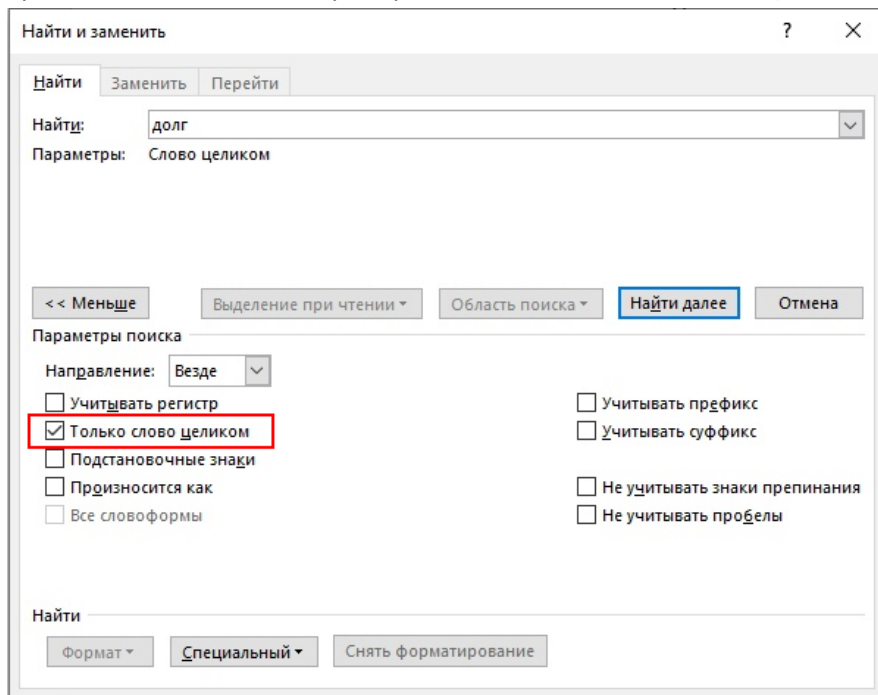 Найти и заменить ?
Найти Заменить Перейти
Найти: долг
Параметры: Слово целиком
<< Меньше Выделение при чтении Область поиска Найти далее Отмена
Параметры поиска
Направление: Везде
Учитывать регистр Учитывать префикс
Только слово целиком Учитывать суффикс
Подстановочные знаки
Произносится как Не учитывать знаки препинания
Все словоформы Не учитывать пробелы
Найти
Формат Специальный Снять форматирование